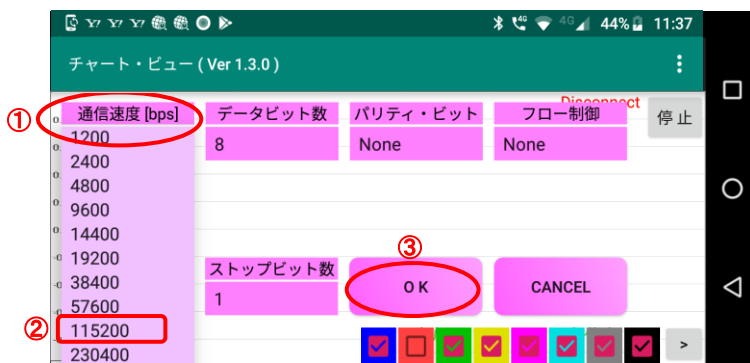 4G 4G 44% 11:37
チャート・ビュー ( Ver 1.3.0 )
Disconnect
① 通信速度 [bps] データビット数 パリティ・ビット フロー制御 停止
1200 8 None None
2400
4800
9600
14400
19200
③
38400 ストップビット数 OK CANCEL
57600 1
② 115200
230400 >